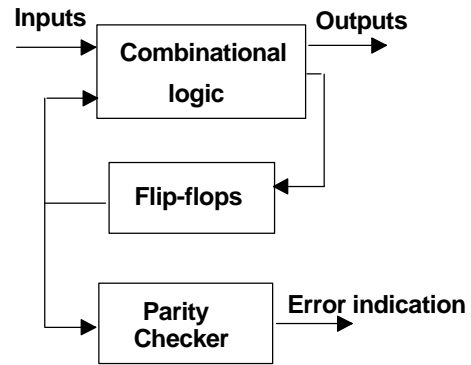 Inputs
Outputs
Combinational
logic
Flip-flops
Parity
Checker
Error indication